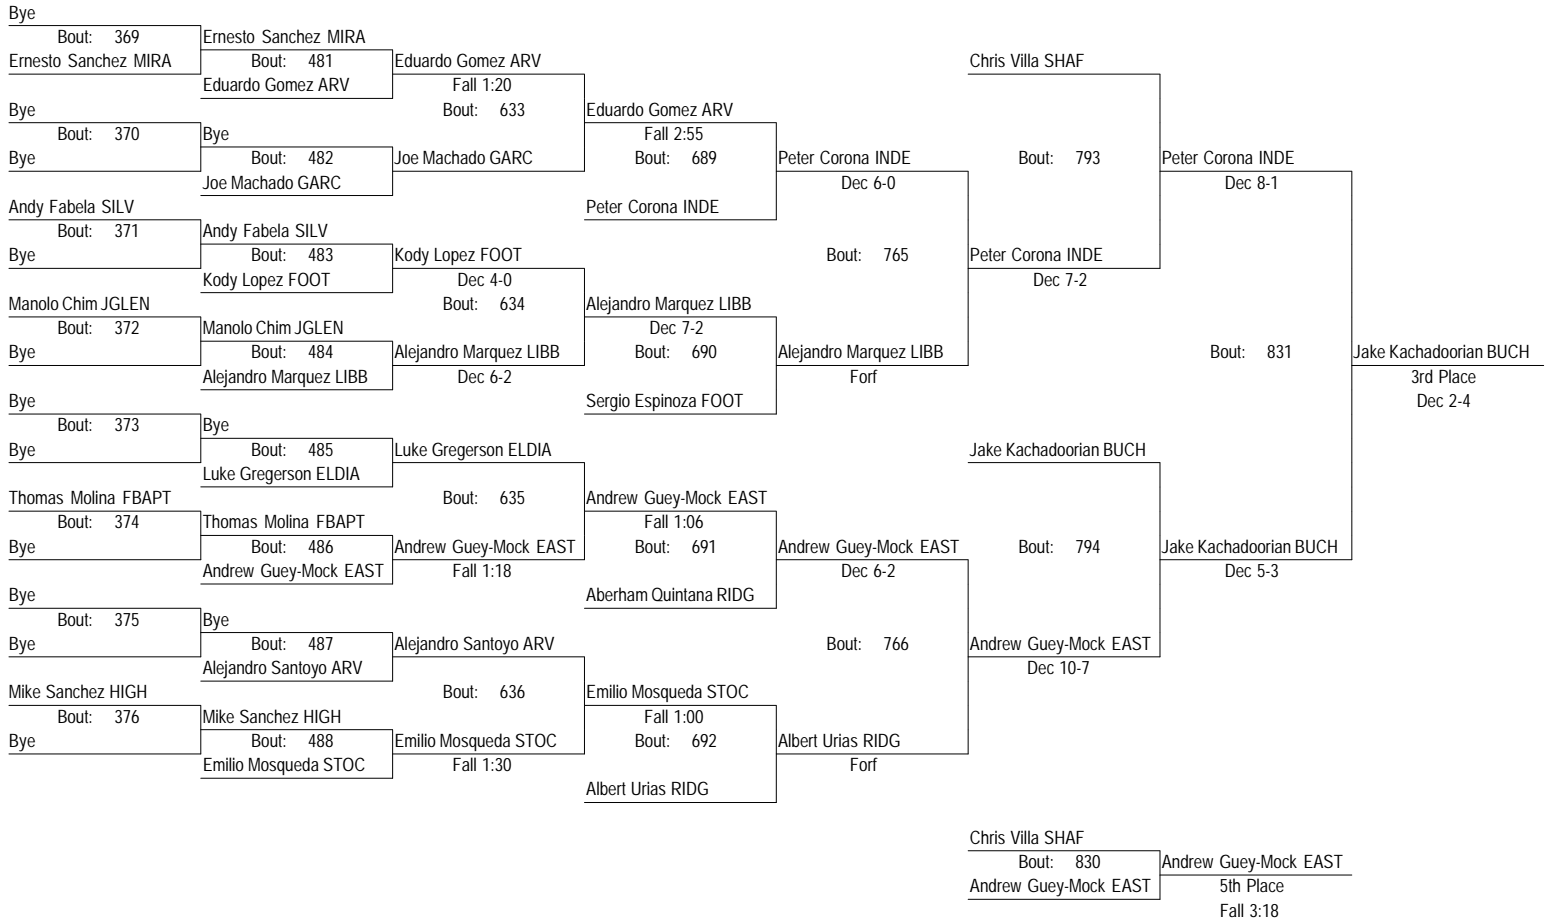 Bye
Bout: 369
Ernesto Sanchez MIRA
Ernesto Sanchez MIRA
Bout: 481
Eduardo Gomez ARV
Eduardo Gomez ARV
Fall 1:20
Bout: 633
Bye
Bout: 370
Bye
Bye
Bout: 482
Joe Machado GARC
Joe Machado GARC
Eduardo Gomez ARV
Fall 2:55
Bout: 689
Peter Corona INDE
Peter Corona INDE
Dec 6-0
Andy Fabela SILV
Bout: 371
Bye
Andy Fabela SILV
Bout: 483
Kody Lopez FOOT
Kody Lopez FOOT
Dec 4-0
Bout: 634
Manolo Chim JGLEN
Bout: 372
Bye
Manolo Chim JGLEN
Bout: 484
Alejandro Marquez LIBB
Alejandro Marquez LIBB
Dec 6-2
Alejandro Marquez LIBB
Dec 7-2
Bout: 690
Sergio Espinoza FOOT
Alejandro Marquez LIBB
Forf
Bout: 765
Peter Corona INDE
Dec 7-2
Chris Villa SHAF
Bout: 793
Peter Corona INDE
Dec 8-1
Bye
Bout: 373
Bye
Bye
Bout: 485
Luke Gregerson ELDIA
Luke Gregerson ELDIA
Bout: 635
Thomas Molina FBAPT
Bout: 374
Bye
Thomas Molina FBAPT
Bout: 486
Andrew Guey-Mock EAST
Andrew Guey-Mock EAST
Fall 1:18
Andrew Guey-Mock EAST
Fall 1:06
Bout: 691
Aberham Quintana RIDG
Andrew Guey-Mock EAST
Dec 6-2
Bye
Bout: 375
Bye
Bye
Bout: 487
Alejandro Santoyo ARV
Alejandro Santoyo ARV
Bout: 636
Mike Sanchez HIGH
Bout: 376
Bye
Mike Sanchez HIGH
Bout: 488
Emilio Mosqueda STOC
Emilio Mosqueda STOC
Fall 1:30
Emilio Mosqueda STOC
Fall 1:00
Bout: 692
Albert Urias RIDG
Albert Urias RIDG
Forf
Bout: 766
Andrew Guey-Mock EAST
Dec 10-7
Jake Kachadoorian BUCH
Bout: 794
Jake Kachadoorian BUCH
Dec 5-3
Bout: 831
Jake Kachadoorian BUCH
3rd Place
Dec 2-4
Chris Villa SHAF
Bout: 830
Andrew Guey-Mock EAST
Andrew Guey-Mock EAST
5th Place
Fall 3:18